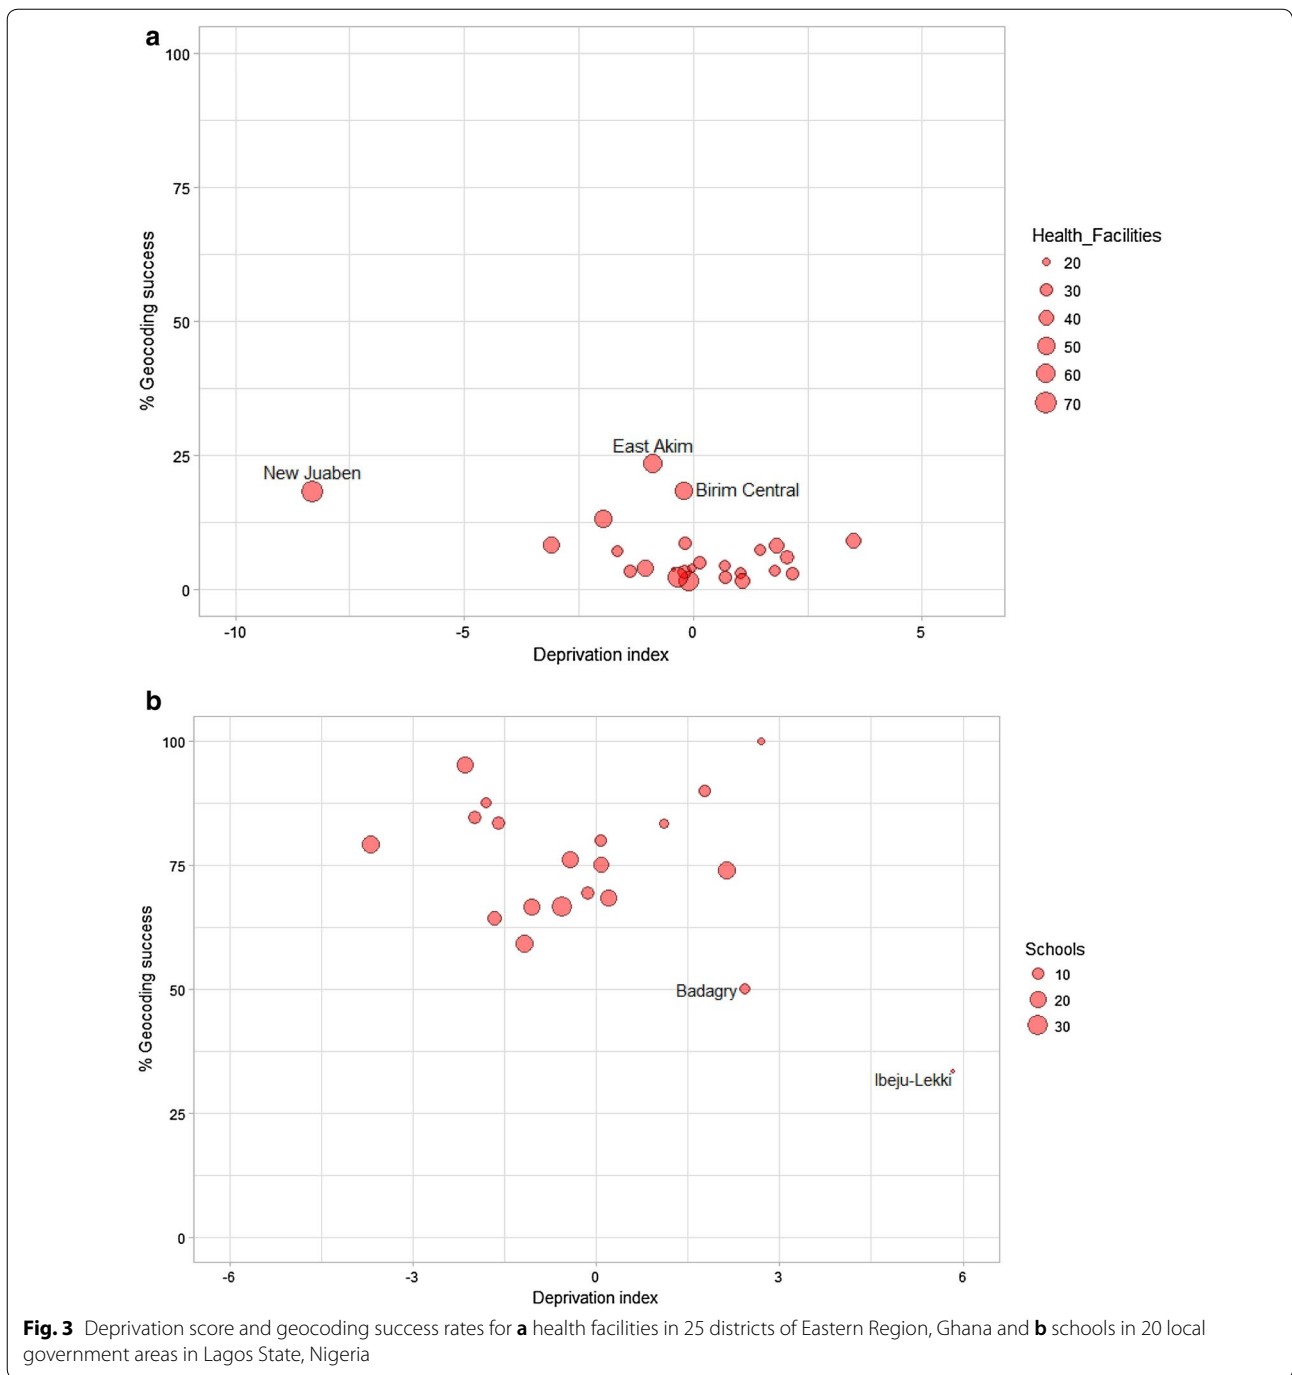 a
100
75
50
25
0
% Geocoding success
New Juaben
East Akim
Birim Central
-10
-5
0
5
Deprivation index
Health_Facilities
20
30
40
50
60
70
b
100
75
50
25
0
% Geocoding success
Badagry
Ibeju-Lekki
-6
-3
0
3
6
Deprivation index
Schools
10
20
30
Fig. 3 Deprivation score and geocoding success rates for a health facilities in 25 districts of Eastern Region, Ghana and b schools in 20 local
government areas in Lagos State, Nigeria